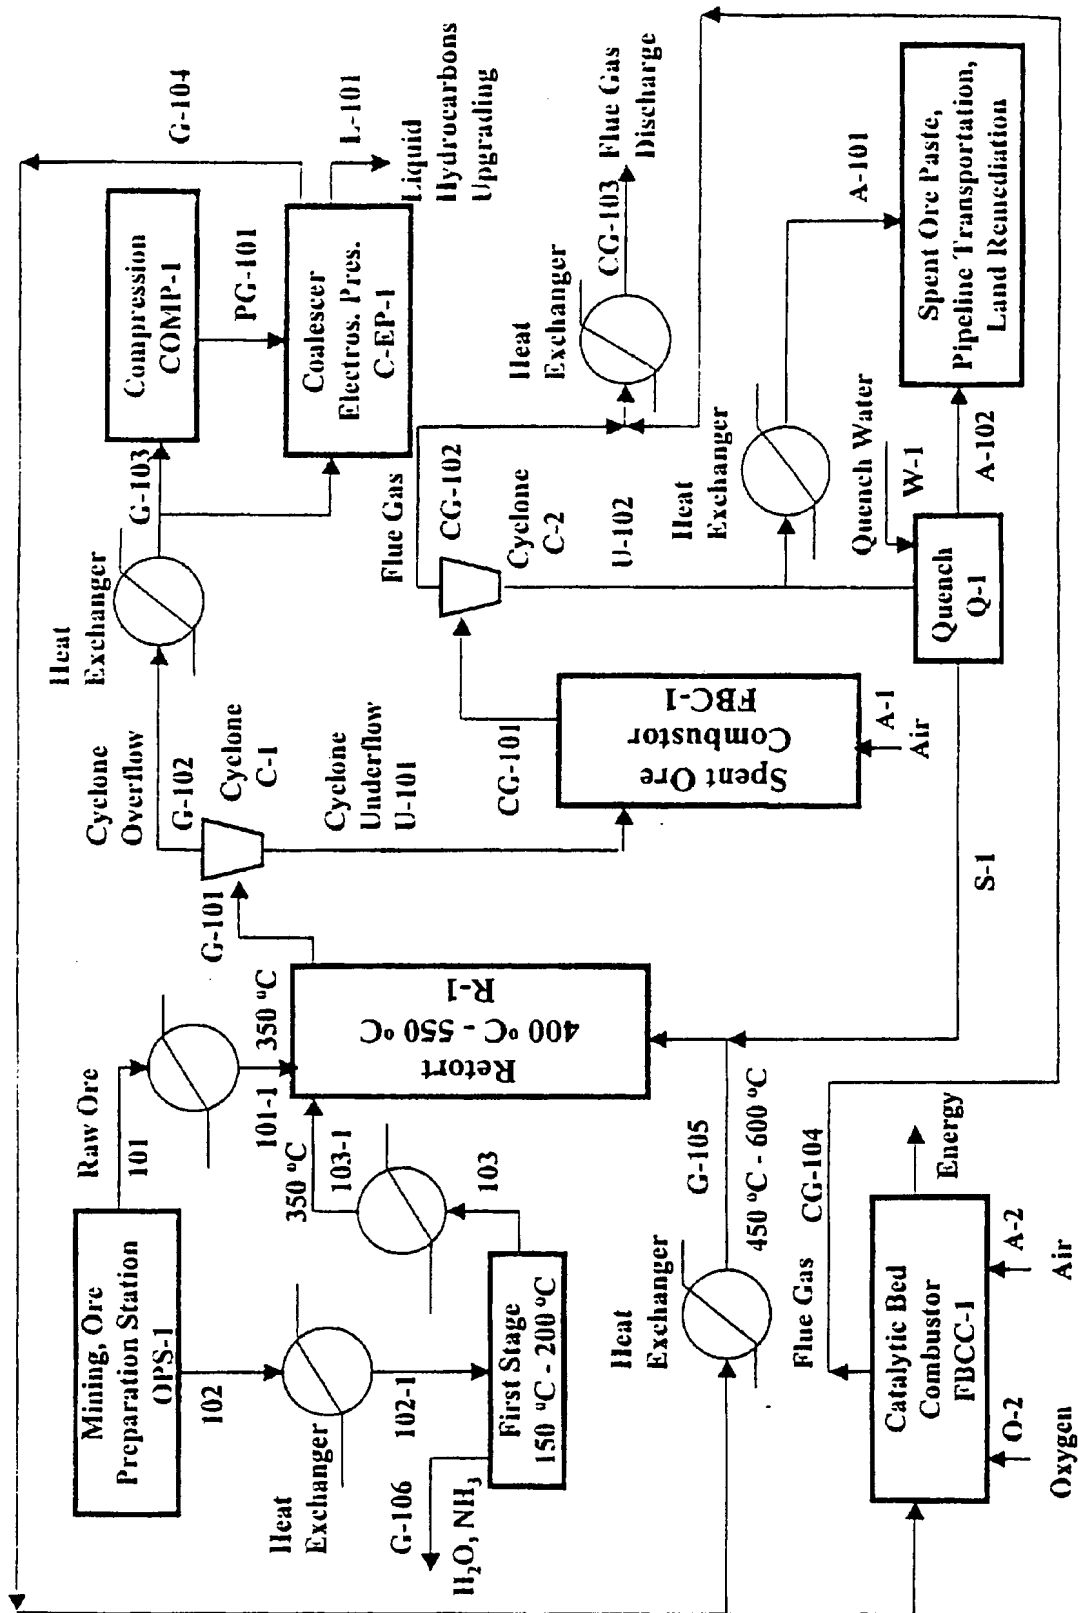 Mining, Ore
Preparation Station
OPS-1
Raw Ore
101
102
Heat
Exchanger
102-1
First Stage
150 °C - 200 °C
G-106
H₂O, NH₃
103
103-1
350 °C
101-1
350 °C
Retort
400 °C - 550 °C
R-1
G-101
Cyclone
Overflow
G-102
Cyclone
C-1
Cyclone
Underflow
U-101
Heat
Exchanger
G-103
Compression
COMP-1
PG-101
Coalescer
Electros. Pres.
C-EP-1
G-104
L-101
Liquid
Hydrocarbons
Upgrading
Spent Ore
Combustor
FBC-1
CG-101
A-1
Air
Flue Gas
CG-102
Cyclone
C-2
U-102
Heat
Exchanger
CG-103
Flue Gas
Discharge
Heat
Exchanger
A-101
Quench Water
W-1
Quench
Q-1
A-102
Spent Ore Paste,
Pipeline Transportation,
Land Remediation
S-1
Heat
Exchanger
G-105
450 °C - 600 °C
Flue Gas
CG-104
Catalytic Bed
Combustor
FBCC-1
Energy
O-2
Oxygen
A-2
Air